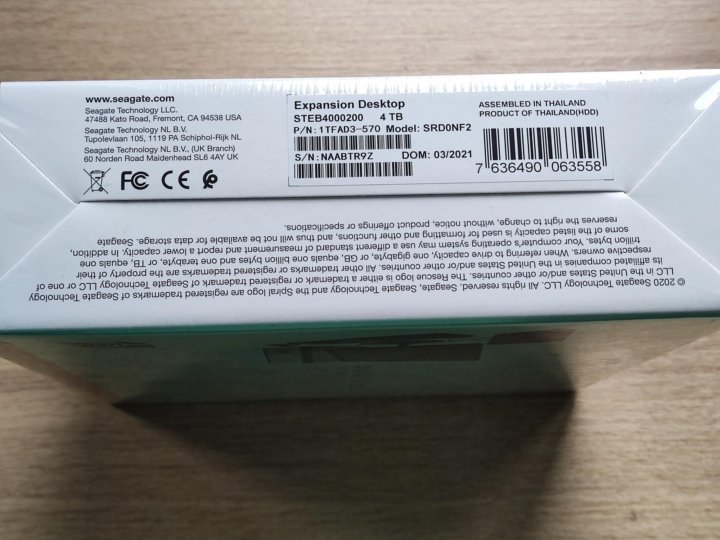 www.seagate.com
Seagate Technology LLC.
47488 Kato Road, Fremont, CA 94538 USA
Seagate Technology NL B.V.
Tupolevlaan 105, 1119 PA Schiphol-Rijk NL
Seagate Technology NL B.V., (UK Branch)
60 Norden Road Maidenhead SL6 4AY UK
FC CE
Expansion Desktop
STEB4000200 4 TB
P/N: 1TFAD3-570 Model: SRD0NF2
S/N: NAABTR9Z DOM: 03/2021
ASSEMBLED IN THAILAND
PRODUCT OF THAILAND(HDD)
7 636490 063558
© 2020 Seagate Technology LLC. All rights reserved. Seagate, Seagate Technology and the Spiral logo are registered trademarks of Seagate Technology
LLC in the United States and/or other countries. The Rescue logo is either a trademark or registered trademark of Seagate Technology LLC or one of
its affiliated companies in the United States and/or other countries. All other trademarks or registered trademarks are the property of their
respective owners. When referring to drive capacity, one gigabyte, or GB, equals one billion bytes and one terabyte, or TB, equals one
trillion bytes. Your computer's operating system may use a different standard of measurement and report a lower capacity. In addition,
some of the listed capacity is used for formatting and other functions, and thus will not be available for data storage. Seagate
reserves the right to change, without notice, product offerings or specifications.